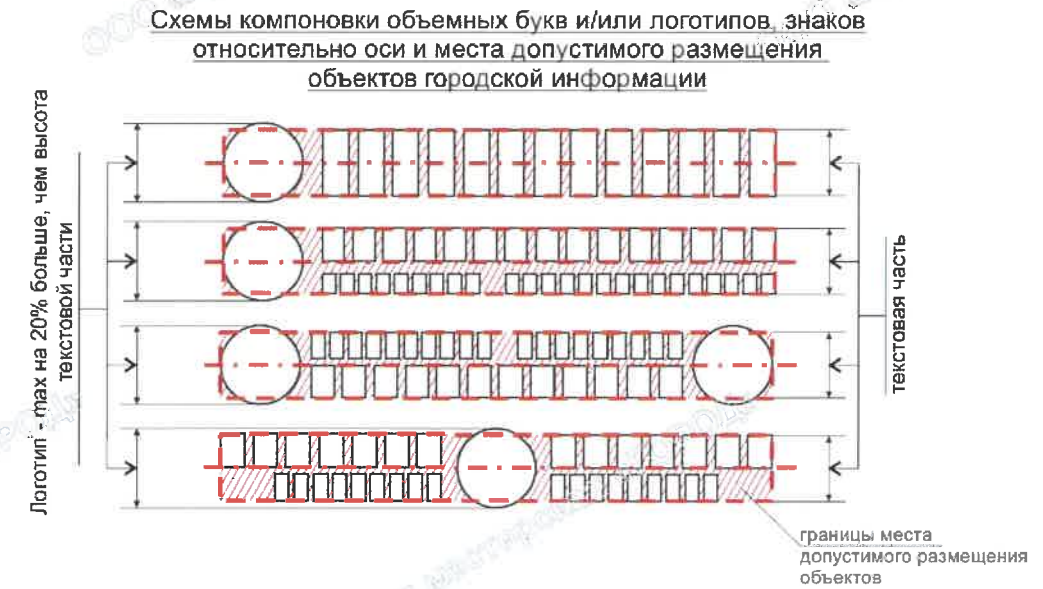 Схемы компоновки объемных букв и/или логотипов, знаков
относительно оси и места допустимого размещения
объектов городской информации
Логотип - max на 20% больше, чем высота
текстовой части
текстовая часть
границы места
допустимого размещения
объектов